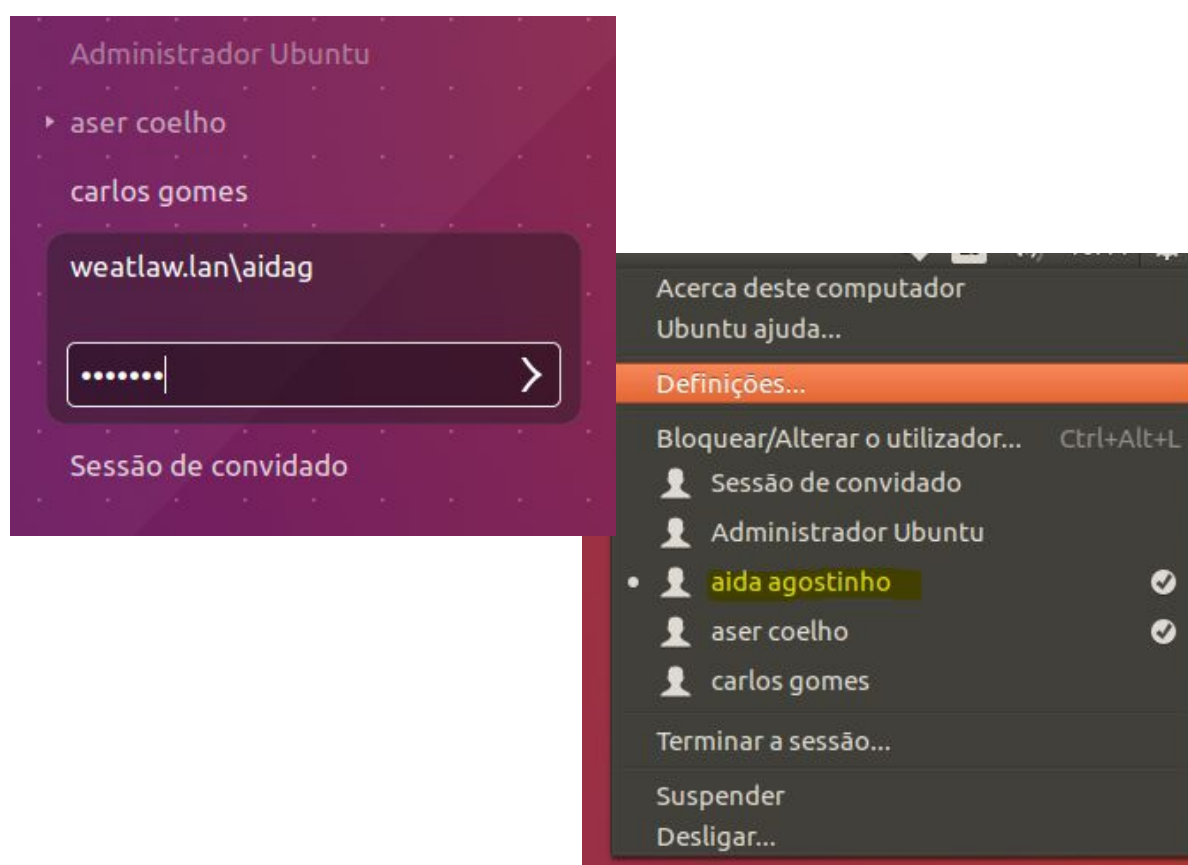 Administrador Ubuntu
aser coelho
carlos gomes
weatlaw.lan\aidag
Sessão de convidado
Acerca deste computador
Ubuntu ajuda...
Definições...
Bloquear/Alterar o utilizador... Ctrl+Alt+L
Sessão de convidado
Administrador Ubuntu
aida agostinho
aser coelho
carlos gomes
Terminar a sessão...
Suspender
Desligar...